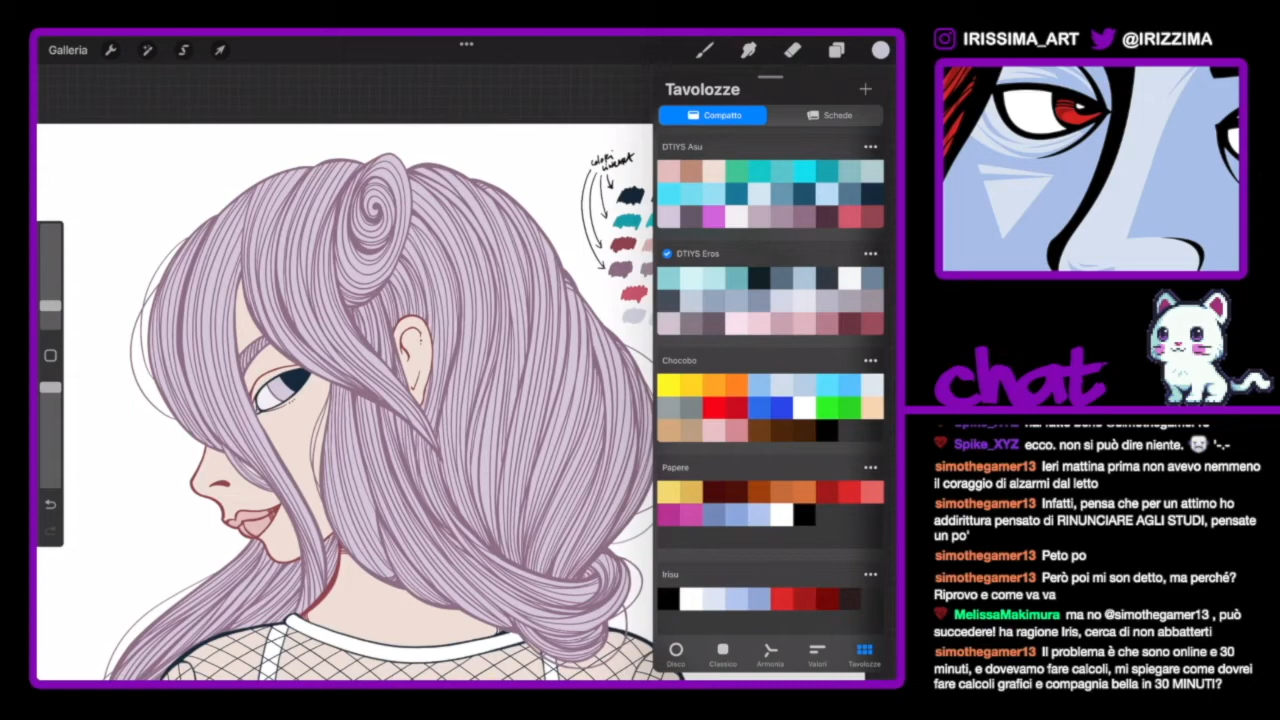 Galleria
Tavolozze
Compatto
Schede
DTIYS Asu
DTIYS Eros
Chocobo
Papere
Irisu
Disco
Classico
Armonia
Valori
Tavolozze
colori
IRISSIMA_ART
@IRIZZIMA
chat
Spike_XYZ ecco. non si può dire niente. '-.-
simothegamer13 Ieri mattina prima non avevo nemmeno
il coraggio di alzarmi dal letto
simothegamer13 Infatti, pensa che per un attimo ho
addirittura pensato di RINUNCIARE AGLI STUDI, pensate
un po'
simothegamer13 Peto po
simothegamer13 Però poi mi son detto, ma perché?
Riprovo e come va va
MelissaMakimura ma no @simothegamer13 , può
succedere! ha ragione Iris, cerca di non abbatterti
simothegamer13 Il problema è che sono online e 30
minuti, e dovevamo fare calcoli, mi spiegare come dovrei
fare calcoli grafici e compagnia bella in 30 MINUTI?